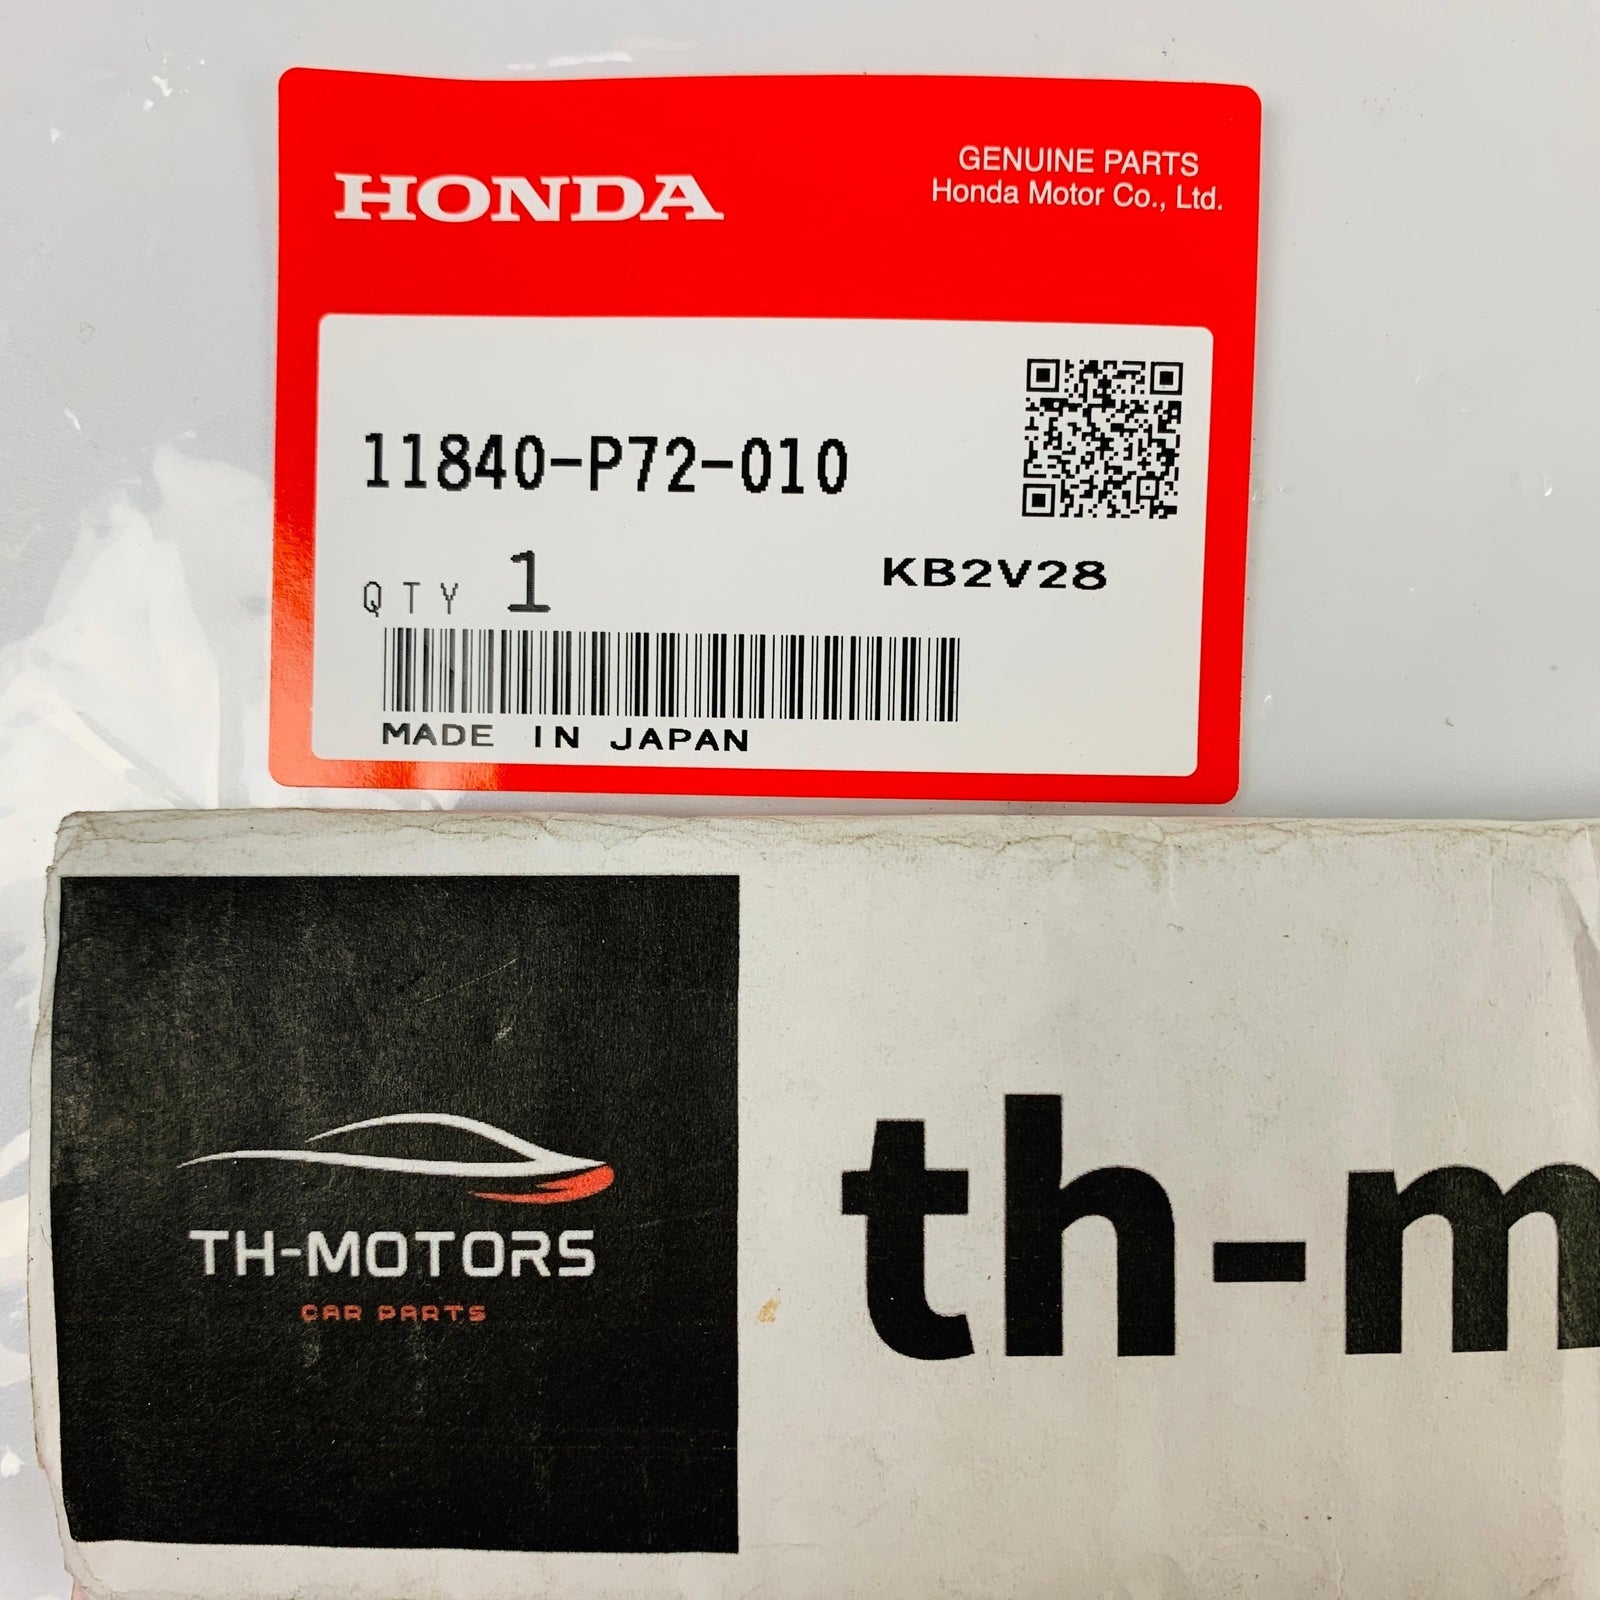 HONDA
GENUINE PARTS
Honda Motor Co., Ltd.
11840-P72-010
QTY 1
KB2V28
MADE IN JAPAN
TH-MOTORS
CAR PARTS
th-m